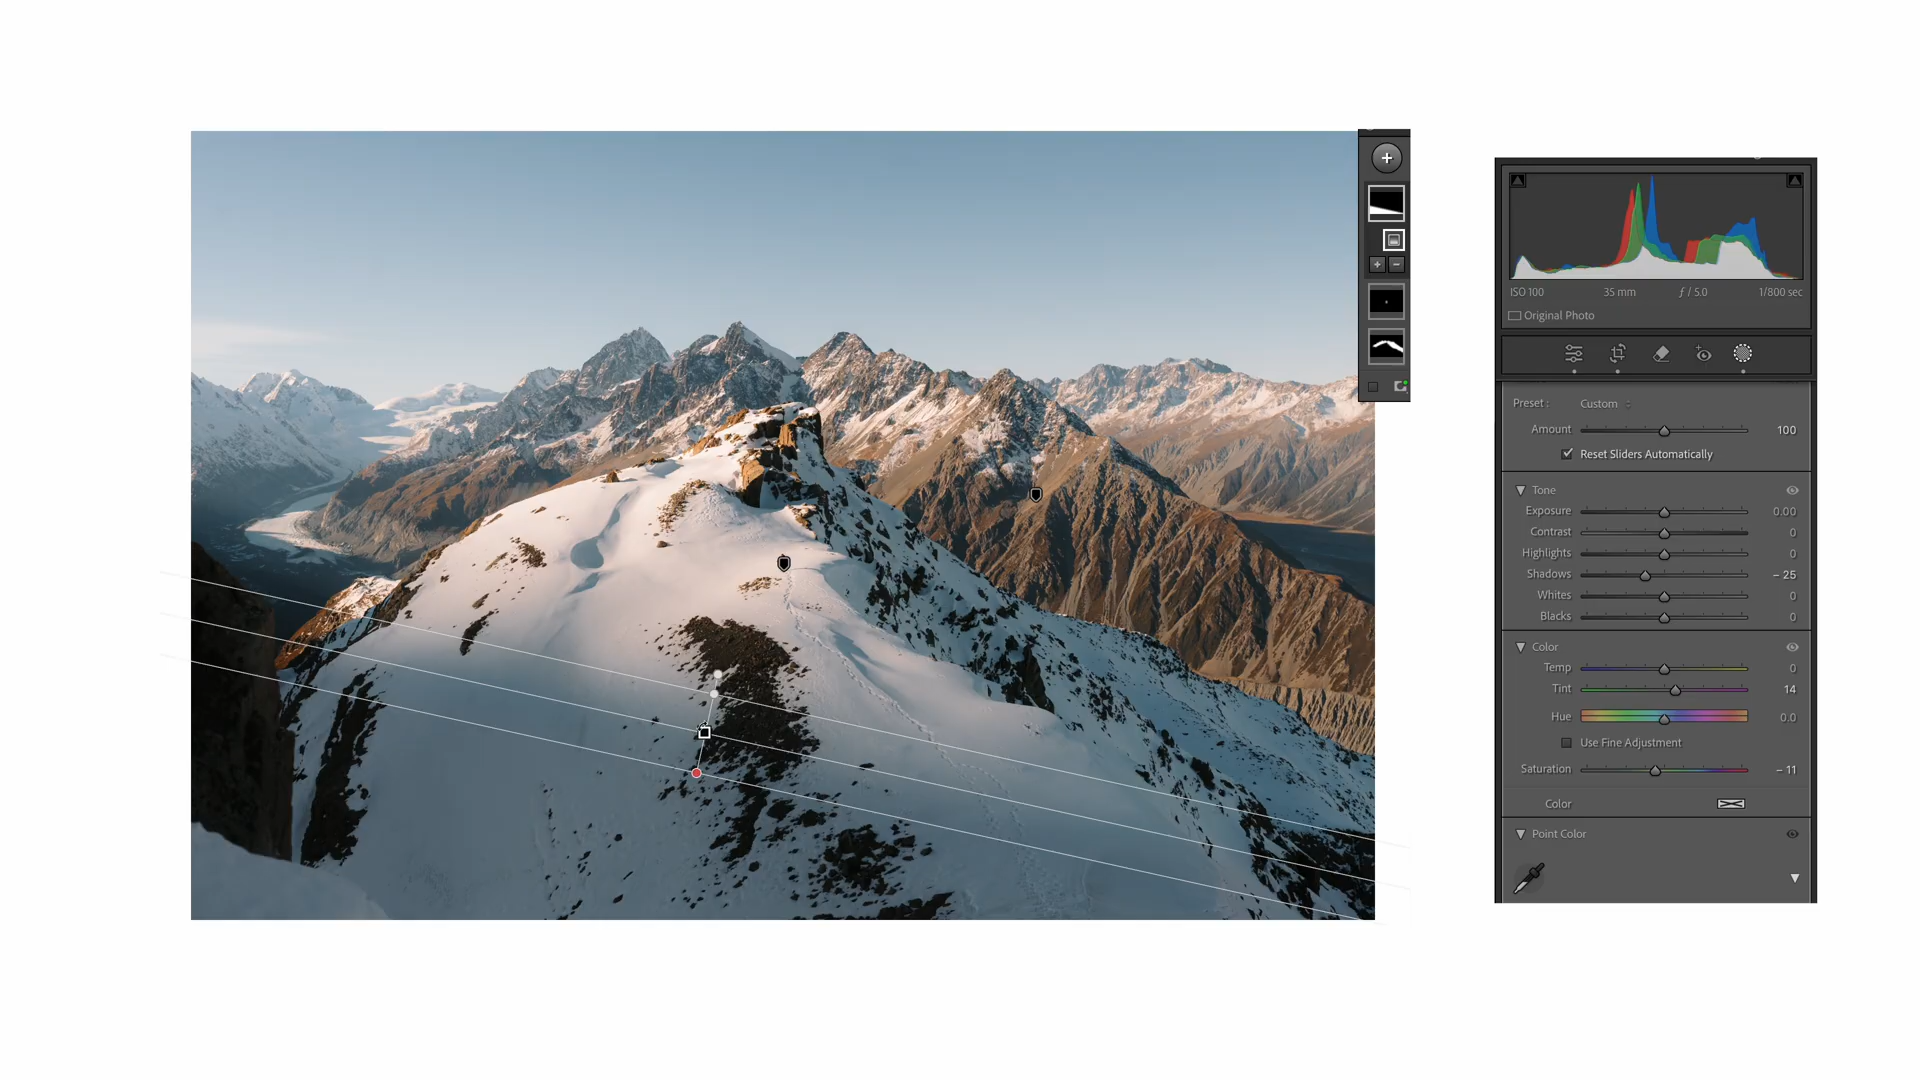 ISO 100 35 mm ƒ / 5.0 1/800 sec
Original Photo
Preset : Custom
Amount 100
Reset Sliders Automatically
Tone
Exposure 0.00
Contrast 0
Highlights 0
Shadows – 25
Whites 0
Blacks 0
Color
Temp 0
Tint 14
Hue 0.0
Use Fine Adjustment
Saturation – 11
Color
Point Color